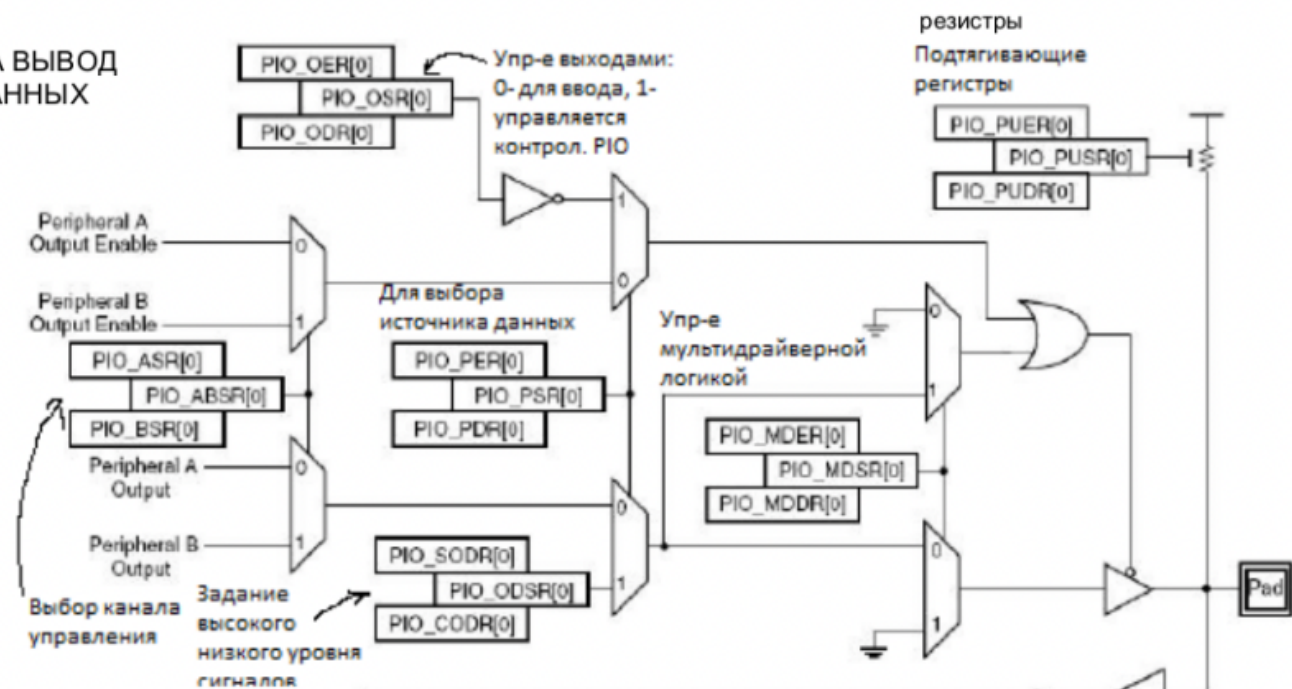 резистры
А ВЫВОД
АННЫХ
Подтягивающие
регистры
PIO_OER[0]
PIO_OSR[0]
PIO_ODR[0]
Упр-е выходами:
0- для ввода, 1-
управляется
контрол. PIO
PIO_PUER[0]
PIO_PUSR[0]
PIO_PUDR[0]
Peripheral A
Output Enable
0
1
0
Peripheral B
Output Enable
1
Для выбора
источника данных
Упр-е
мультидрайверной
логикой
0
1
PIO_ASR[0]
PIO_ABSR[0]
PIO_BSR[0]
PIO_PER[0]
PIO_PSR[0]
PIO_PDR[0]
PIO_MDER[0]
PIO_MDSR[0]
PIO_MDDR[0]
Peripheral A
Output
0
Peripheral B
Output
1
0
1
PIO_SODR[0]
PIO_ODSR[0]
PIO_CODR[0]
0
1
Pad
Выбор канала
управления
Задание
высокого
низкого уровня
сигналов